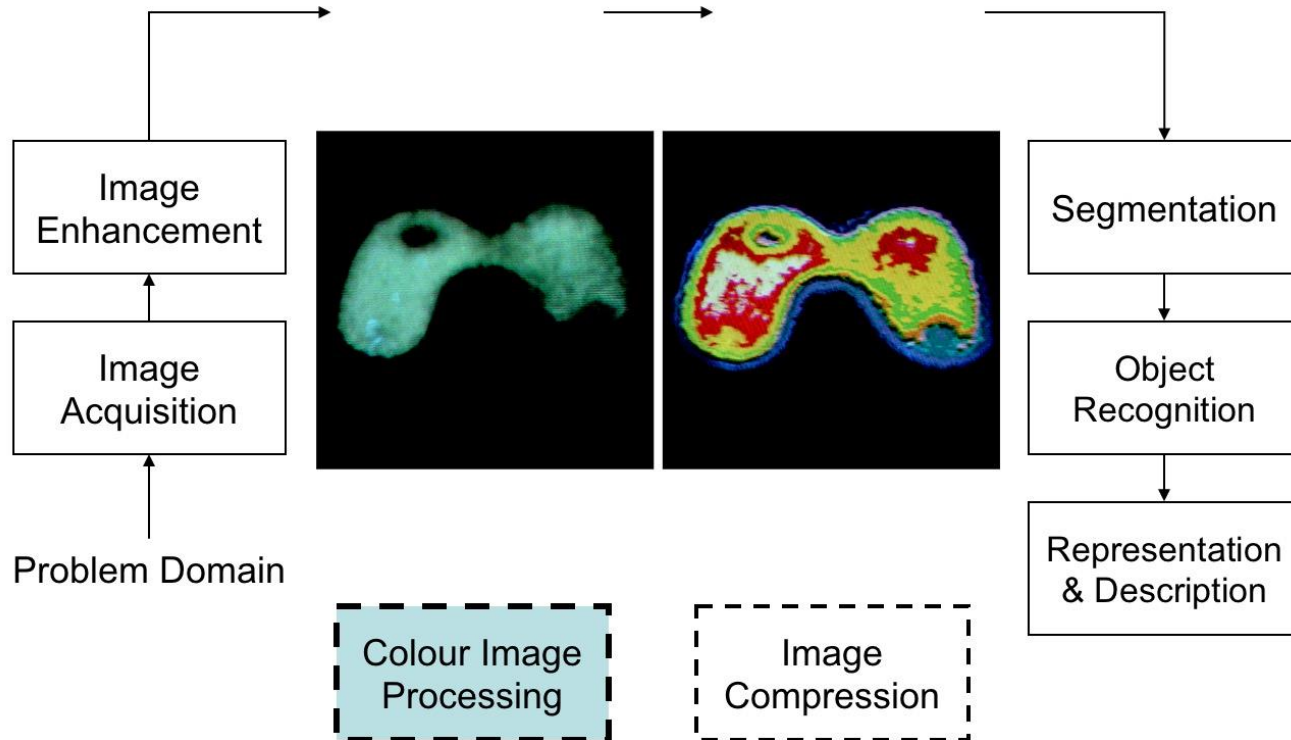 Image
Enhancement
Segmentation
Image
Acquisition
Object
Recognition
Problem Domain
Representation
& Description
Colour Image
Processing
Image
Compression